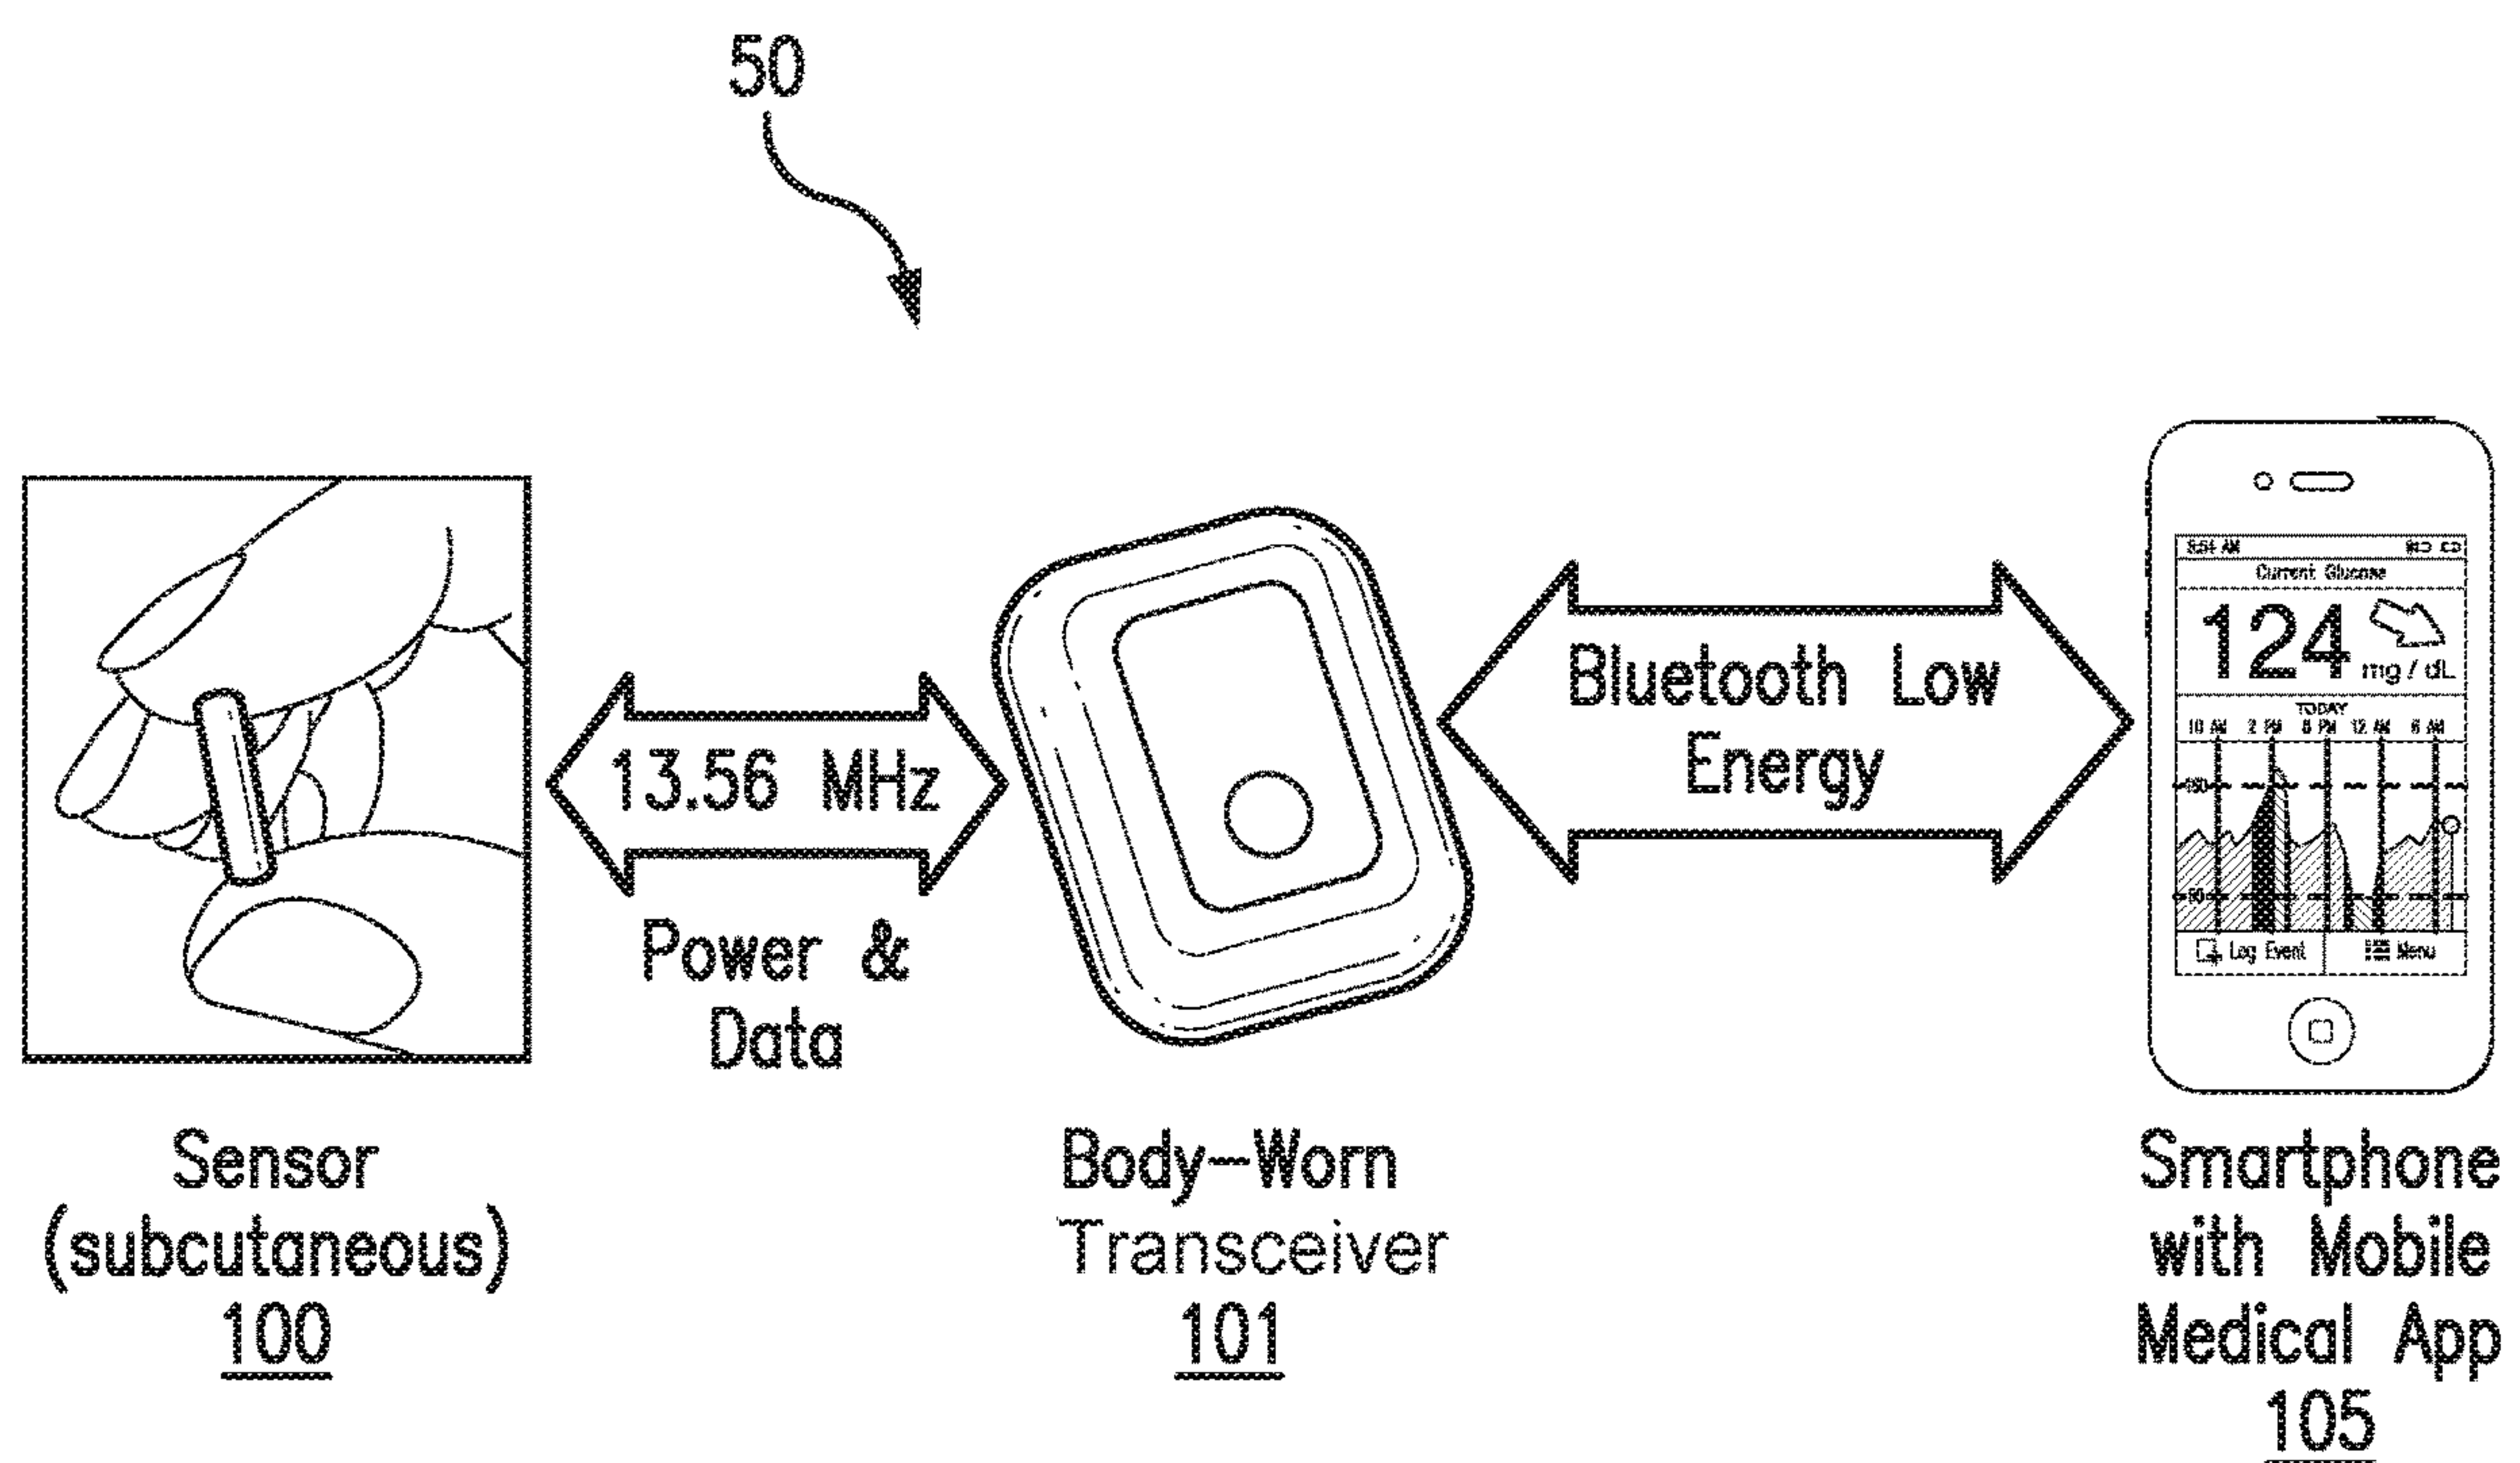 50
13.56 MHz
Power &
Data
Bluetooth Low
Energy
Current Glucose
124
mg / dL
TODAY
10 AM 2 PM 8 PM 12 AM 6 AM
Log Event Menu
Sensor
(subcutaneous)
100
Body-Worn
Transceiver
101
Smartphone
with Mobile
Medical App
105